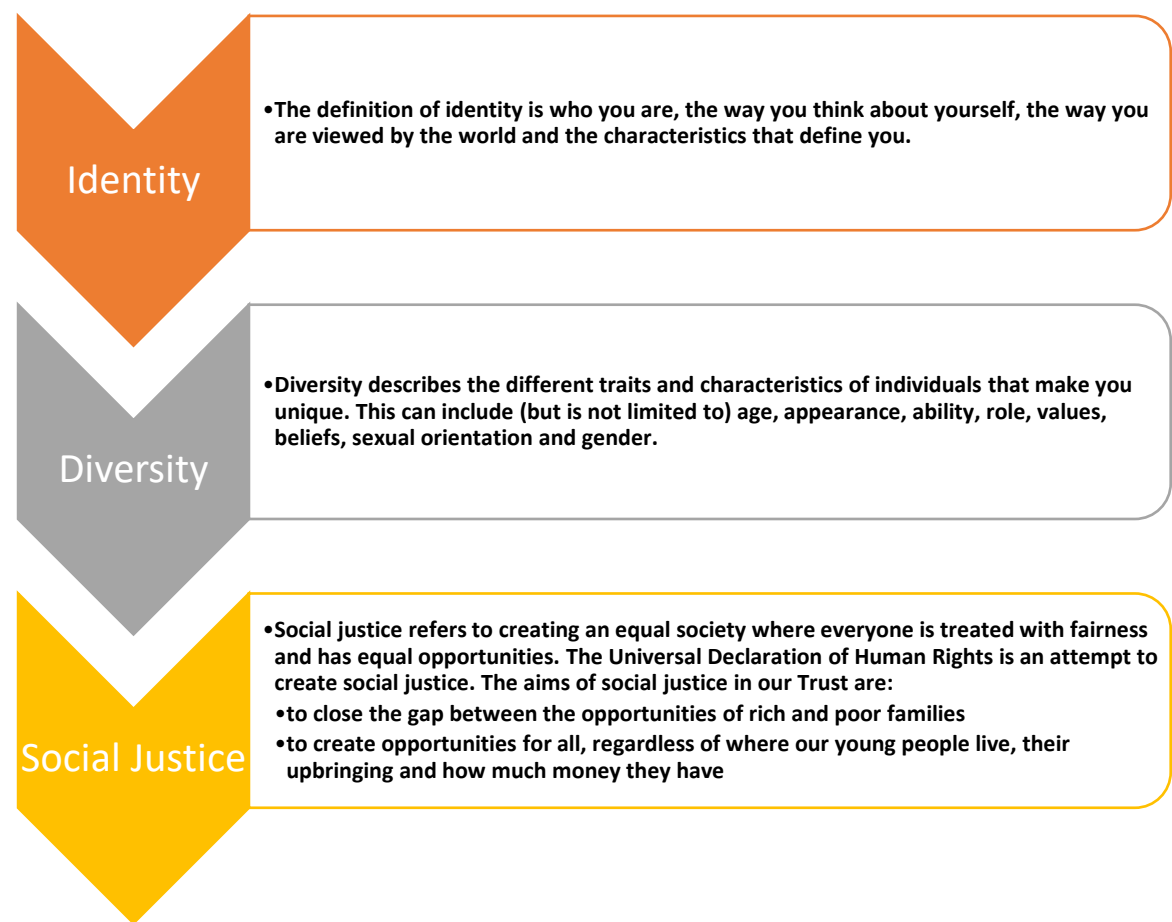 Identity
•The definition of identity is who you are, the way you think about yourself, the way you
are viewed by the world and the characteristics that define you.
Diversity
•Diversity describes the different traits and characteristics of individuals that make you
unique. This can include (but is not limited to) age, appearance, ability, role, values,
beliefs, sexual orientation and gender.
Social Justice
•Social justice refers to creating an equal society where everyone is treated with fairness
and has equal opportunities. The Universal Declaration of Human Rights is an attempt to
create social justice. The aims of social justice in our Trust are:
•to close the gap between the opportunities of rich and poor families
•to create opportunities for all, regardless of where our young people live, their
upbringing and how much money they have